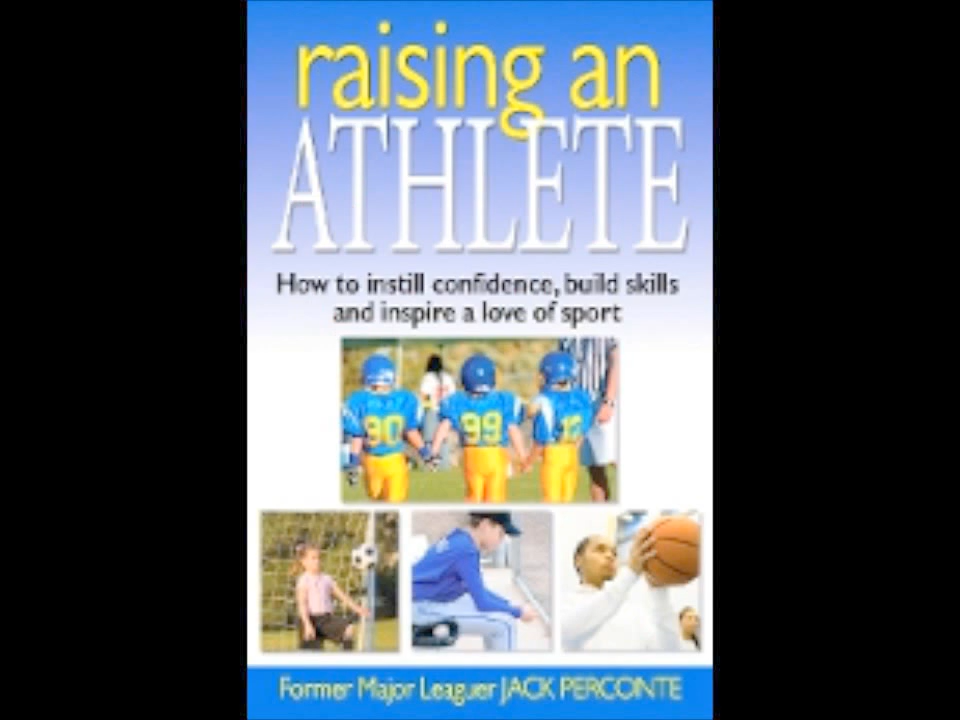 raising an
ATHLETE
How to instill confidence, build skills
and inspire a love of sport
90
99
12
Former Major Leaguer JACK PERCONTE